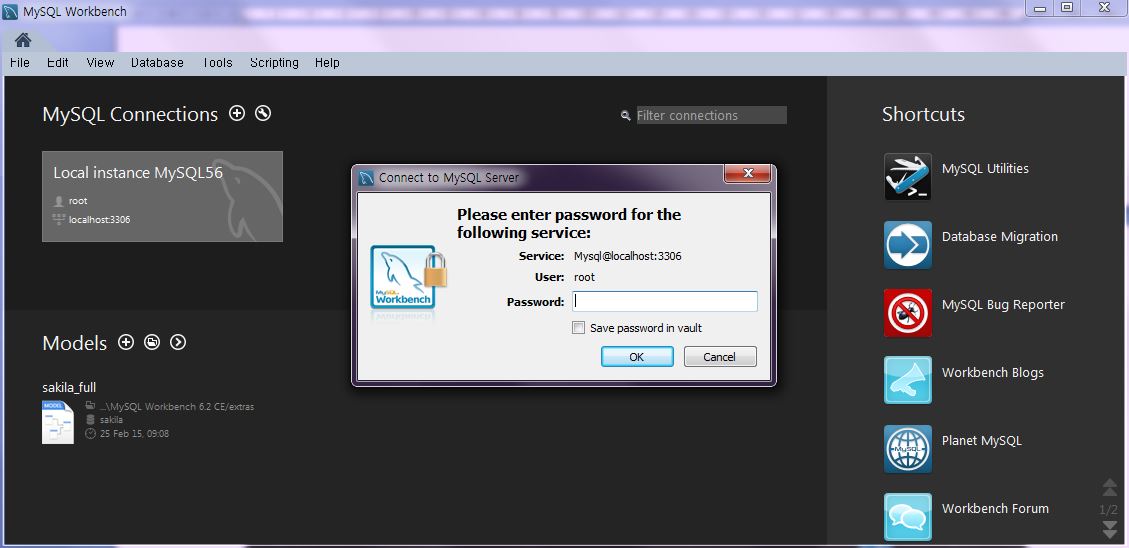 MySQL Workbench
File Edit View Database Tools Scripting Help
MySQL Connections
Filter connections
Local instance MySQL56
root
localhost:3306
Models
sakila_full
MODEL
...\MySQL Workbench 6.2 CE/extras
sakila
25 Feb 15, 09:08
Connect to MySQL Server
Please enter password for the
following service:
Service: Mysql@localhost:3306
User: root
Password:
Save password in vault
OK Cancel
MySQL
Workbench
Shortcuts
MySQL Utilities
Database Migration
MySQL Bug Reporter
Workbench Blogs
MySQL
Planet MySQL
Workbench Forum
1/2